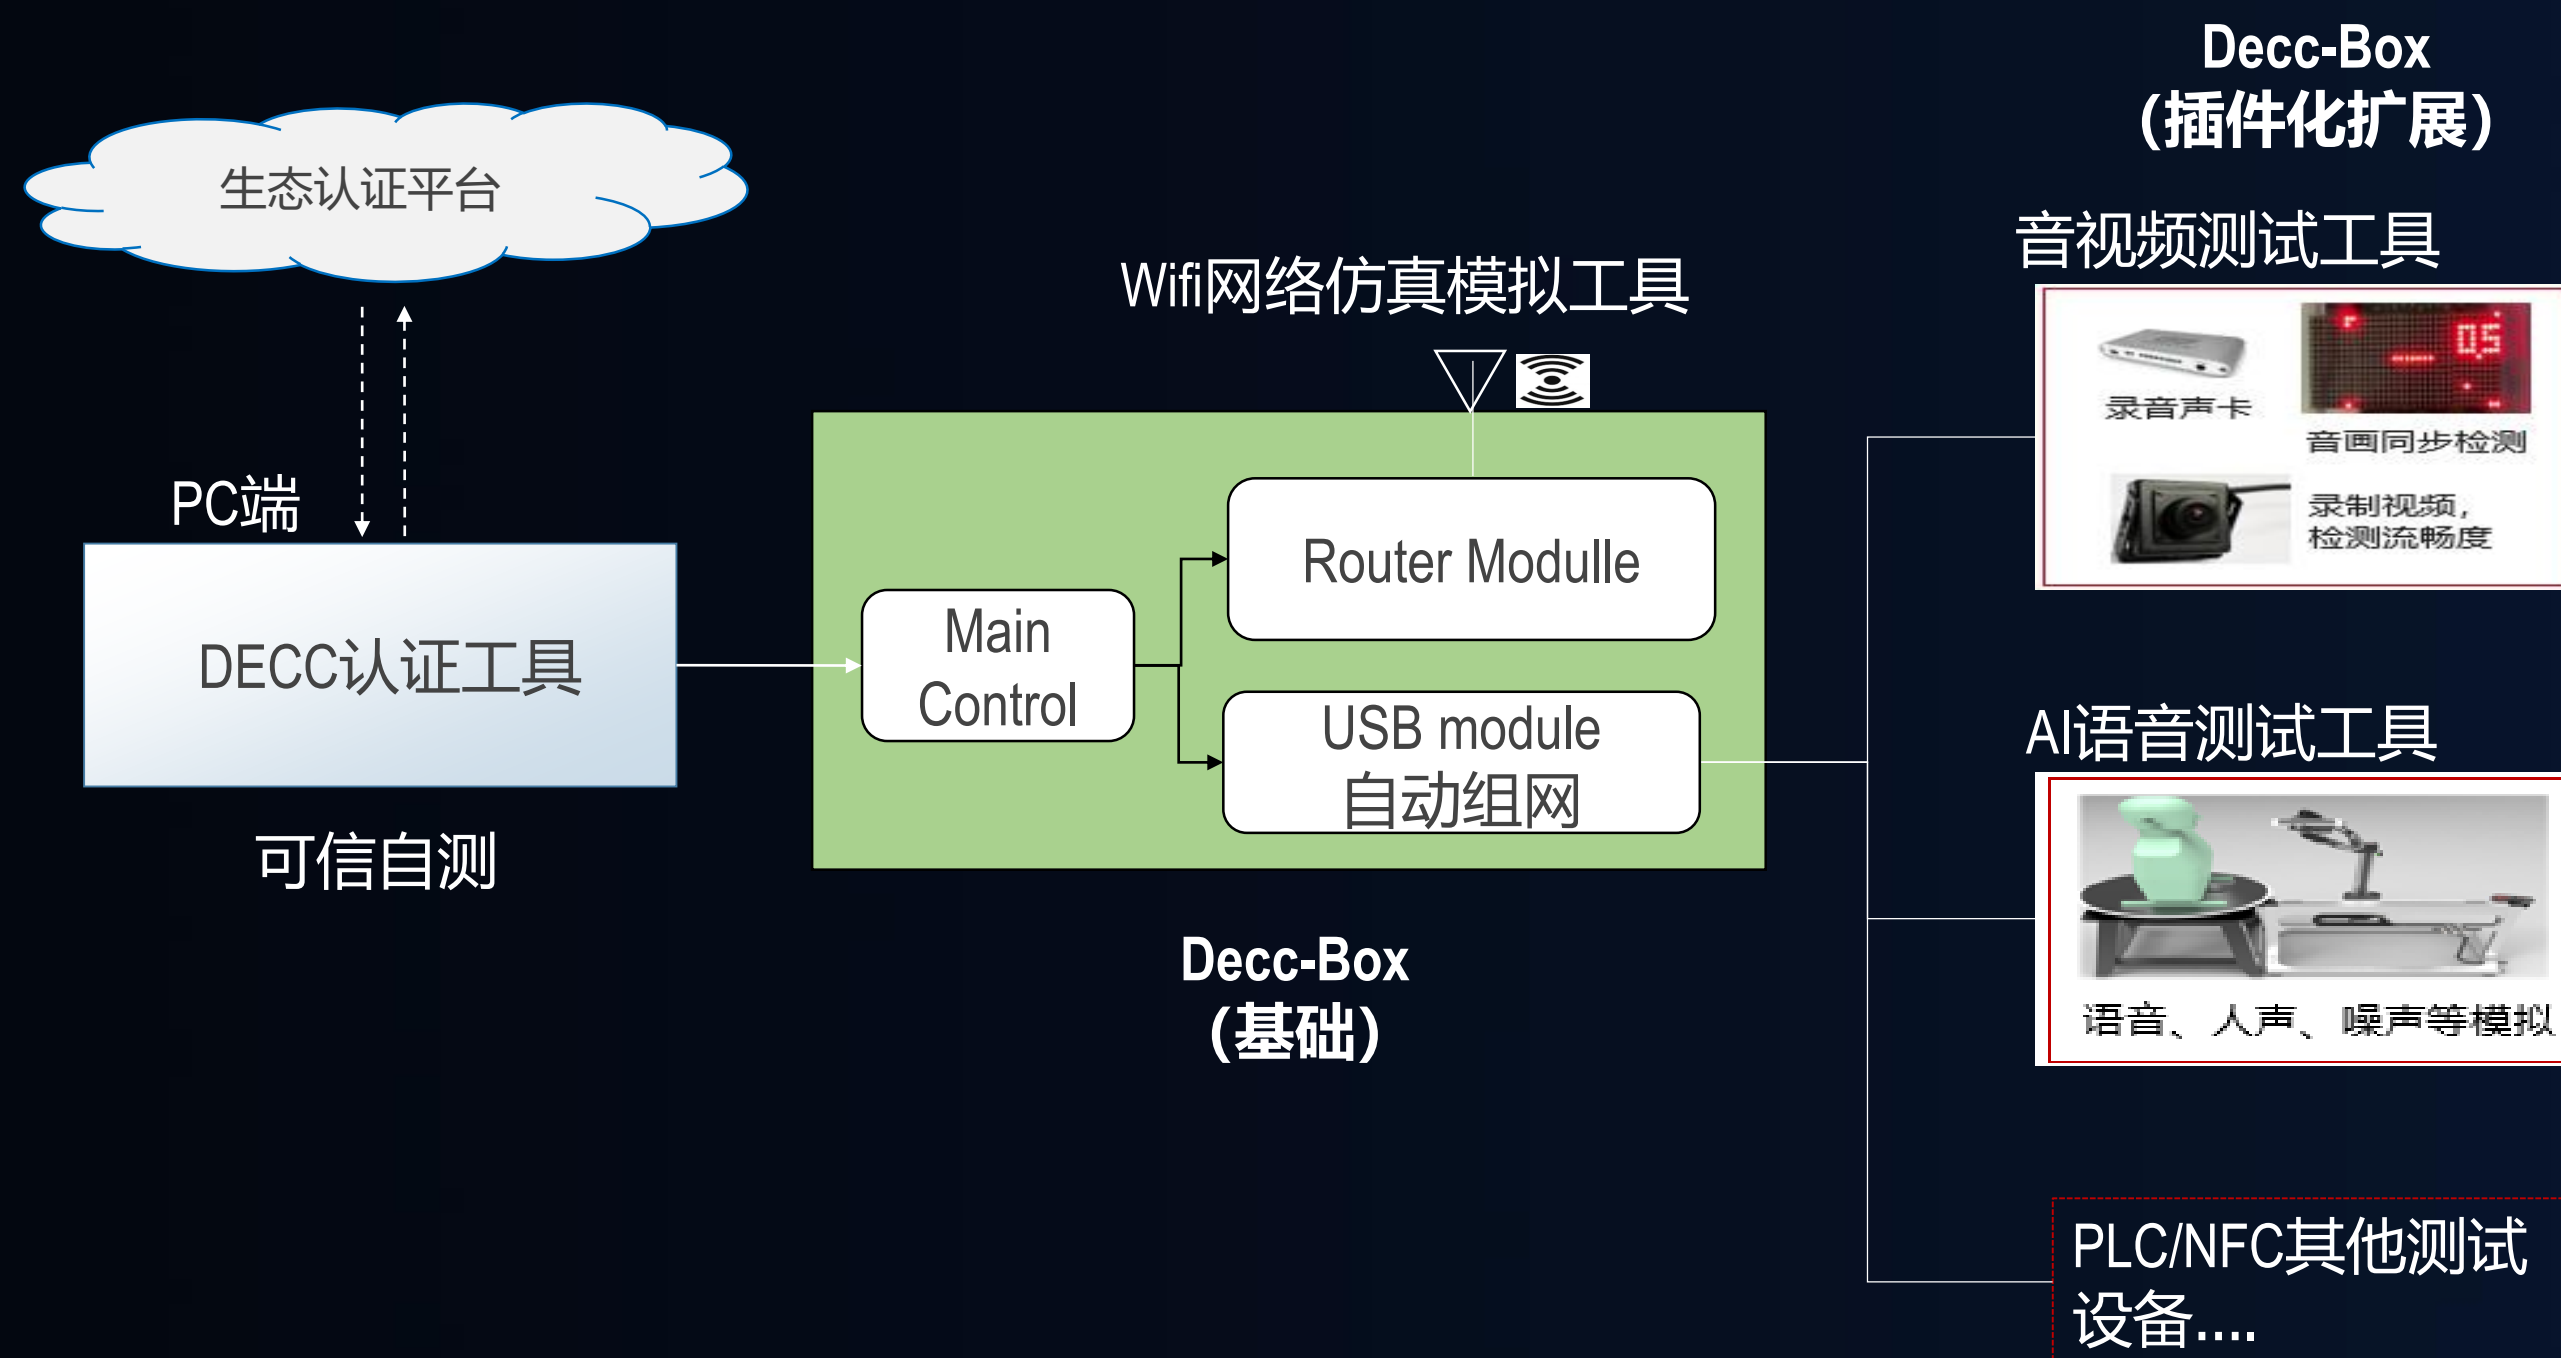 Decc-Box
(插件化扩展)
生态认证平台
音视频测试工具
Wifi网络仿真模拟工具
0.5
录音声卡
音画同步检测
PC端
录制视频,
检测流畅度
Router Modulle
Main
Control
DECC认证工具
USB module
自动组网
AI语音测试工具
可信自测
Decc-Box
(基础)
语音、人声、噪声等模拟
PLC/NFC其他测试
设备....